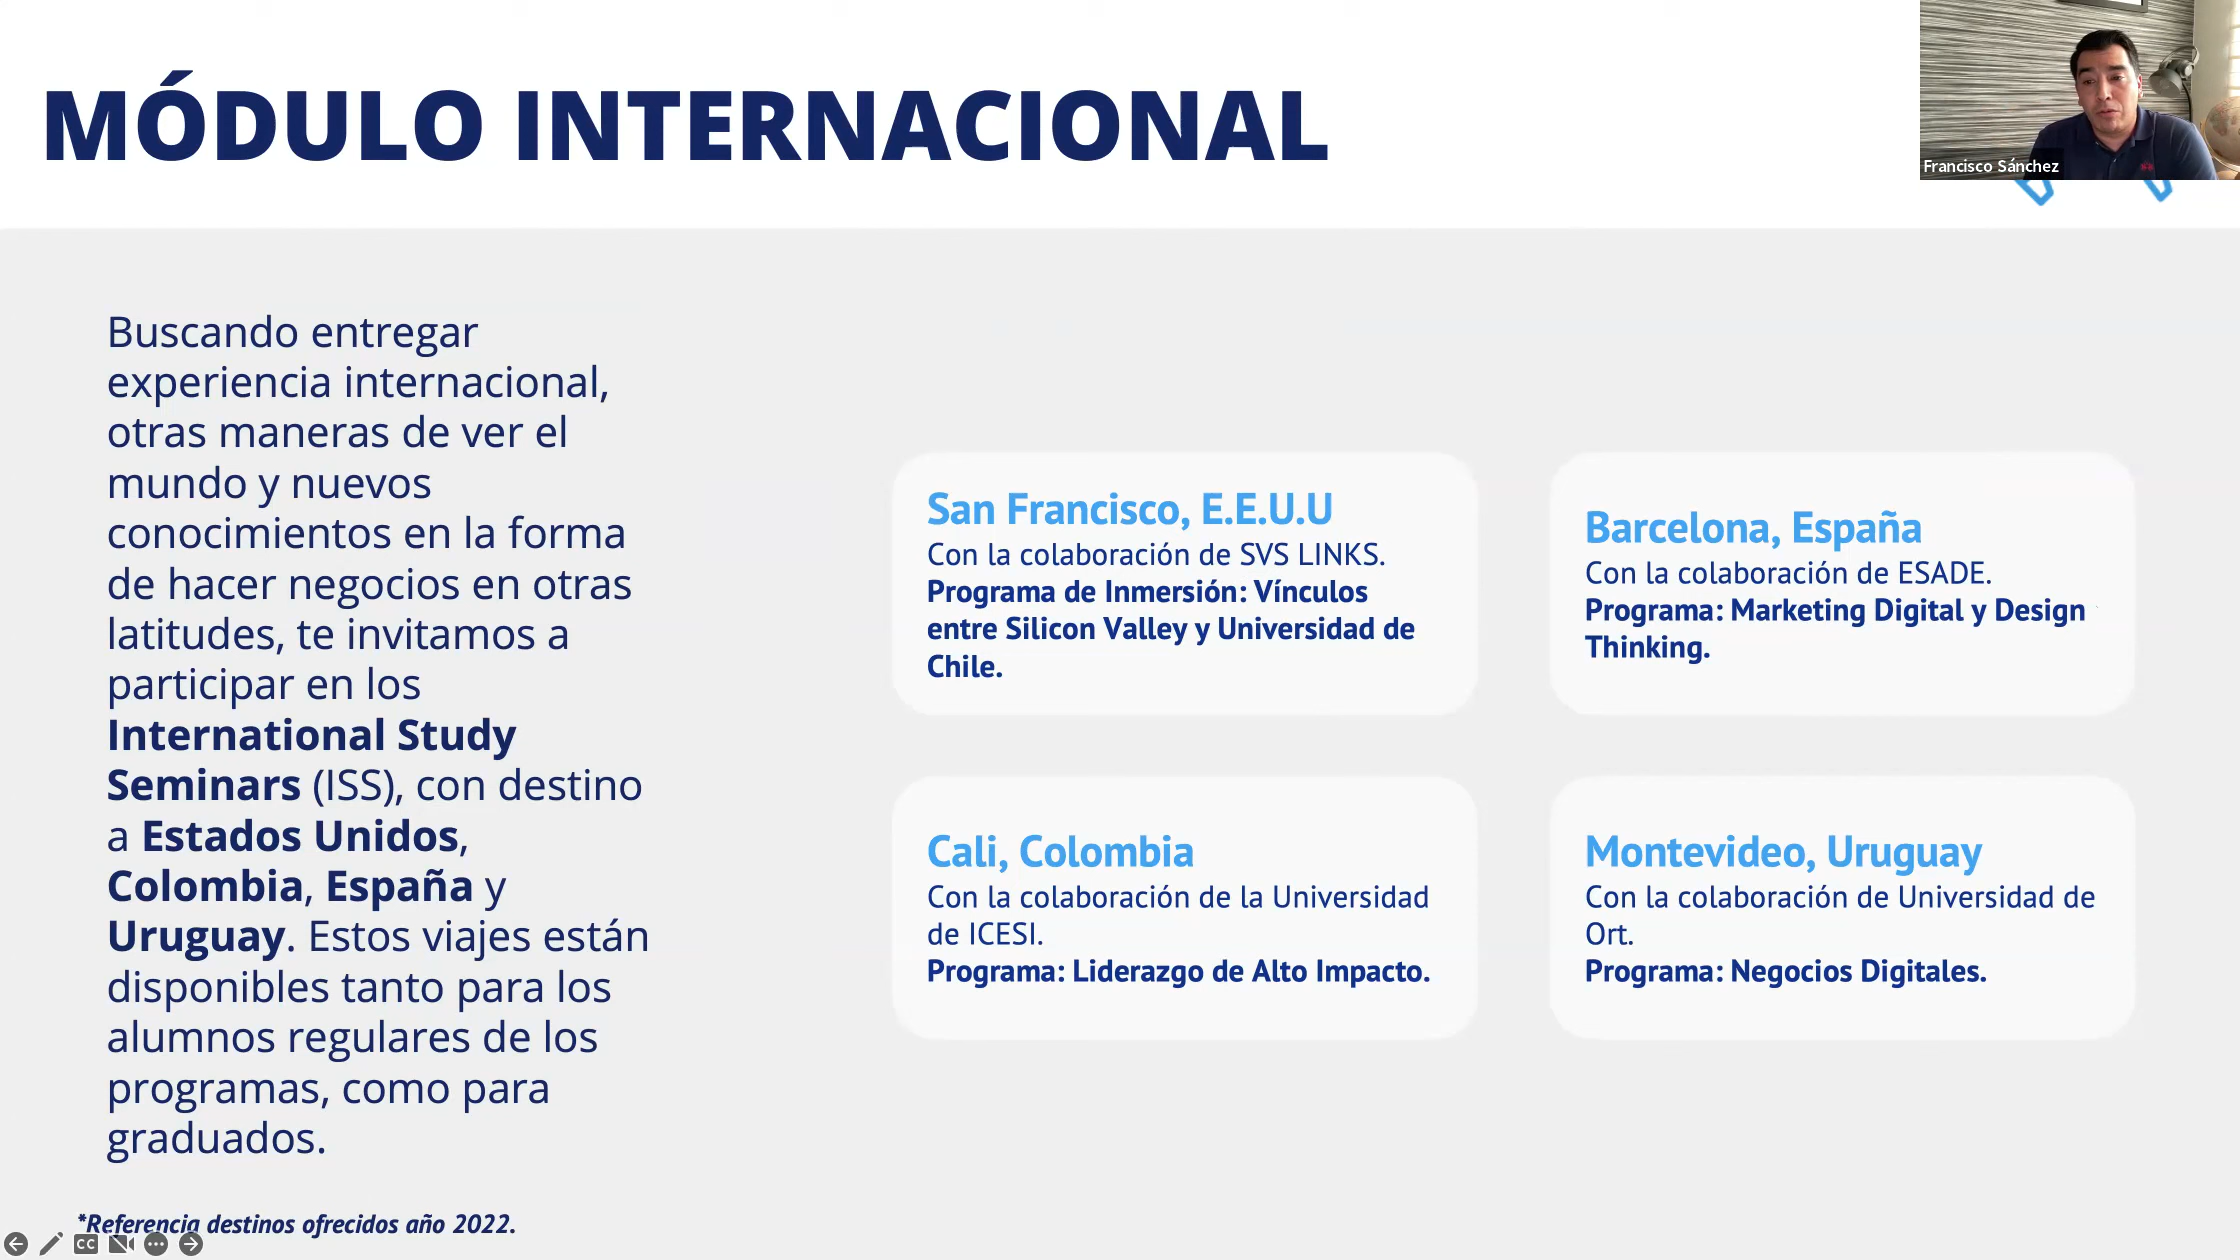 MÓDULO INTERNACIONAL
Francisco Sánchez
Buscando entregar
experiencia internacional,
otras maneras de ver el
mundo y nuevos
conocimientos en la forma
de hacer negocios en otras
latitudes, te invitamos a
participar en los
International Study
Seminars (ISS), con destino
a Estados Unidos,
Colombia, España y
Uruguay. Estos viajes están
disponibles tanto para los
alumnos regulares de los
programas, como para
graduados.
San Francisco, E.E.U.U
Con la colaboración de SVS LINKS.
Programa de Inmersión: Vínculos
entre Silicon Valley y Universidad de
Chile.
Barcelona, España
Con la colaboración de ESADE.
Programa: Marketing Digital y Design
Thinking.
Cali, Colombia
Con la colaboración de la Universidad
de ICESI.
Programa: Liderazgo de Alto Impacto.
Montevideo, Uruguay
Con la colaboración de Universidad de
Ort.
Programa: Negocios Digitales.
*Referencia destinos ofrecidos año 2022.
CC